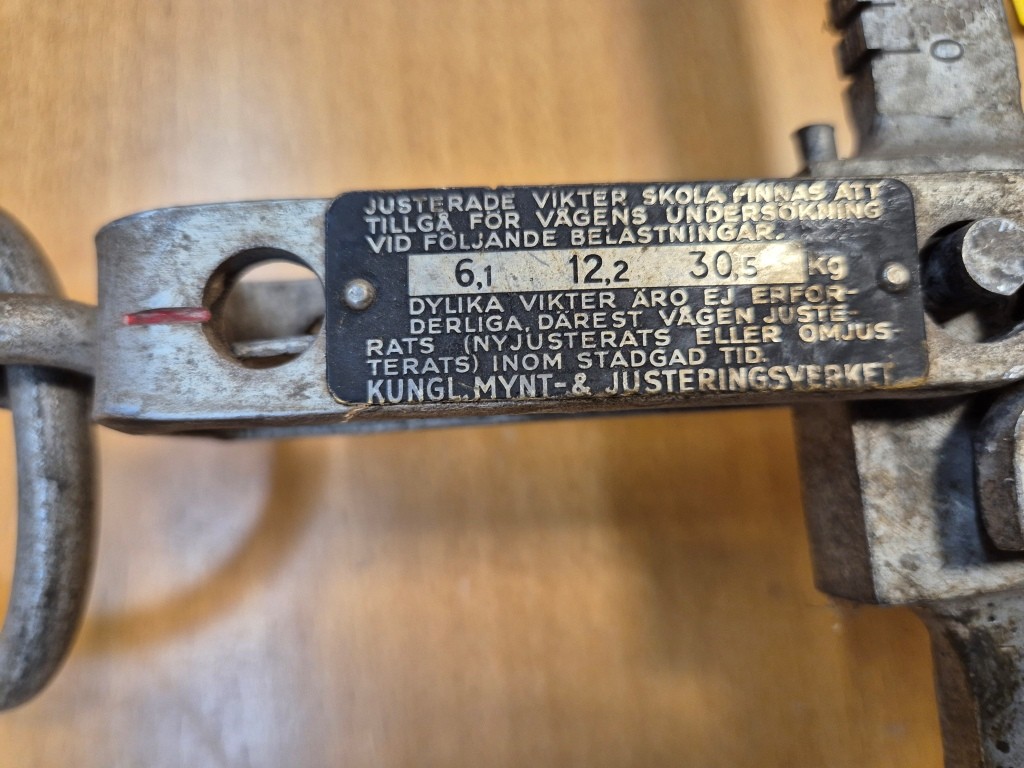 JUSTERADE VIKTER SKOLA FINNAS ATT
TILLGÅ FÖR VÅGENS UNDERSÖKNING
VID FÖLJANDE BELASTNINGAR.
6,1 12,2 30,5 kg
DYLIKA VIKTER ÄRO EJ ERFOR-
DERLIGA, DÄREST VÅGEN JUSTE-
RATS (NYJUSTERATS ELLER OMJUS-
TERATS) INOM STADGAD TID.
KUNGL. MYNT- & JUSTERINGSVERKET
0